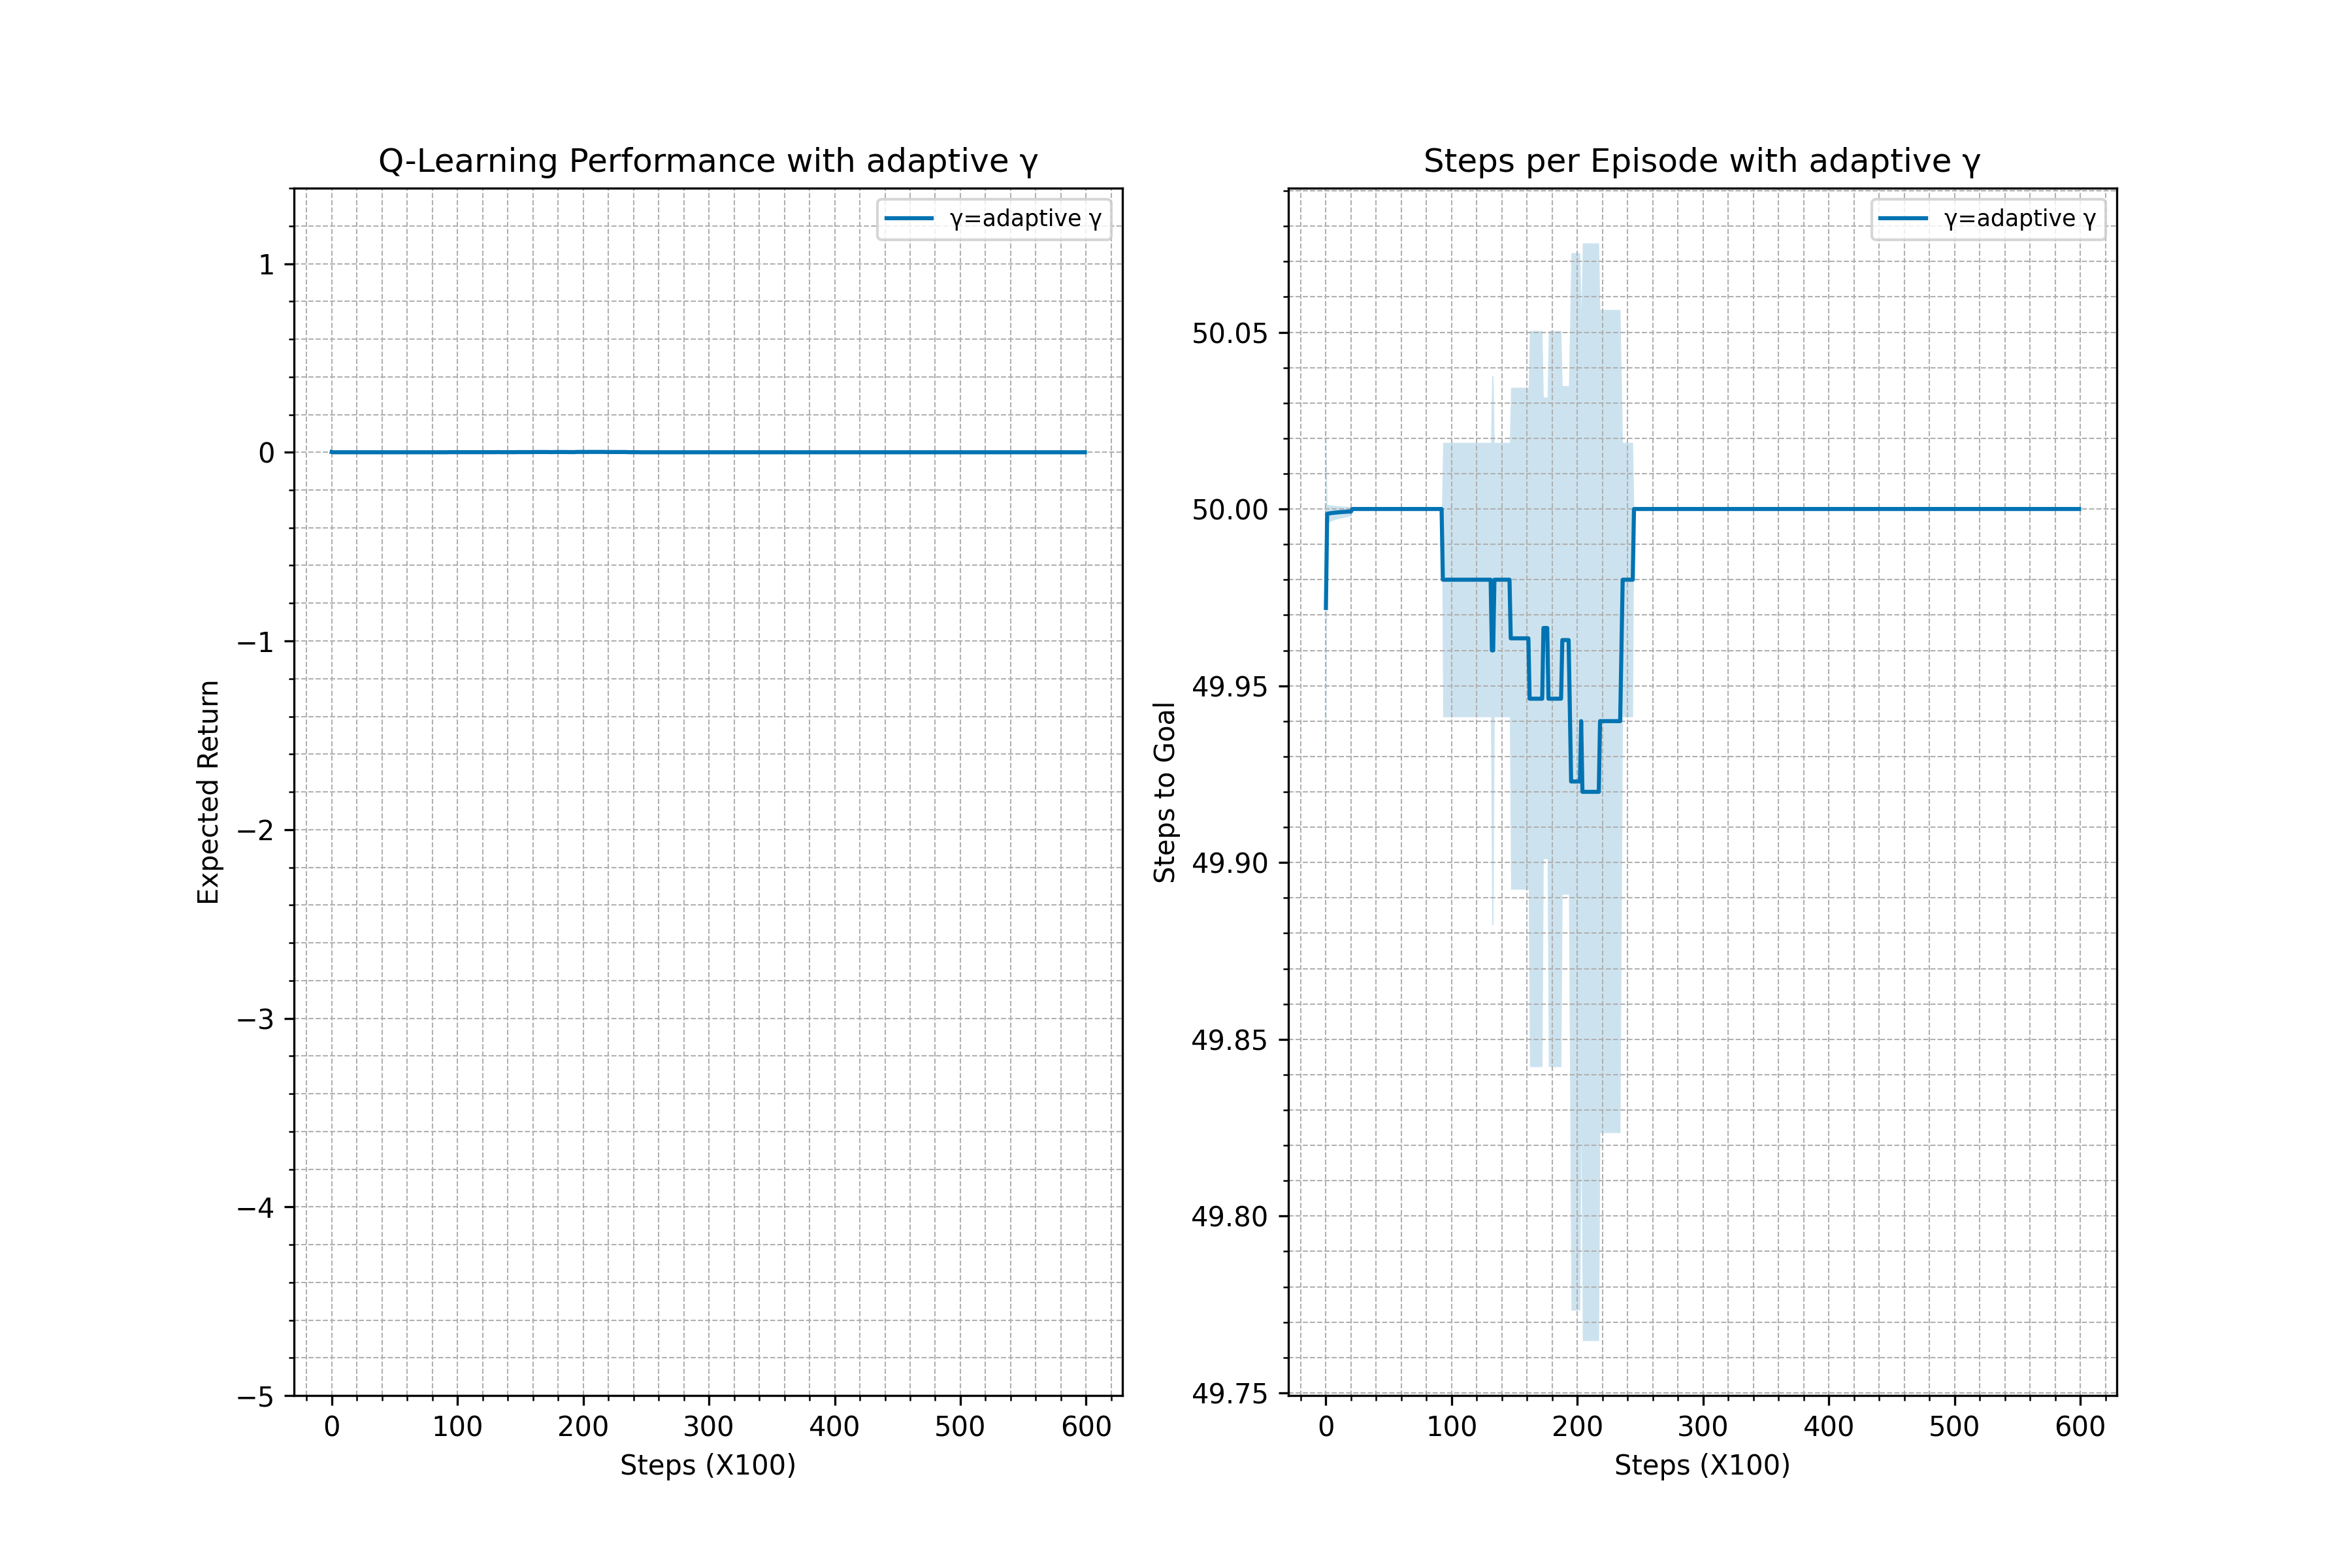 Q-Learning Performance with adaptive γ
γ=adaptive γ
1
0
−1
−2
−3
−4
−5
Expected Return
0 100 200 300 400 500 600
Steps (X100)
Steps per Episode with adaptive γ
γ=adaptive γ
50.05
50.00
49.95
49.90
49.85
49.80
49.75
Steps to Goal
0 100 200 300 400 500 600
Steps (X100)